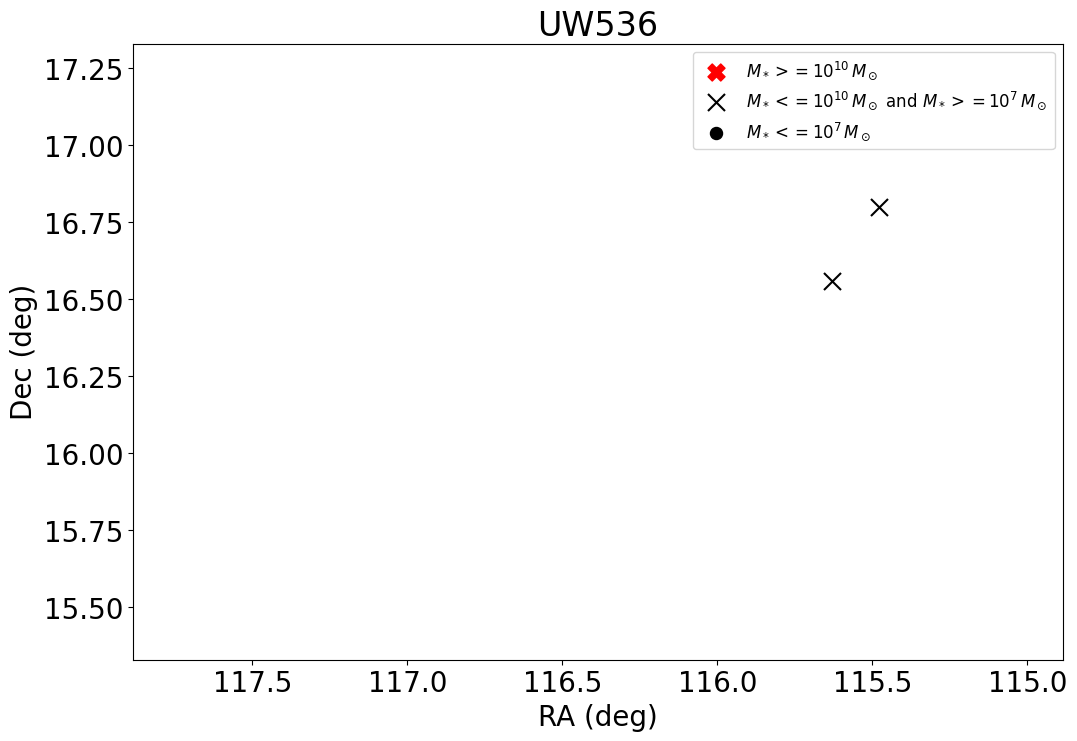 UW536
M* >= 10^10 M⊙
M* <= 10^10 M⊙ and M* >= 10^7 M⊙
M* <= 10^7 M⊙
17.25
17.00
16.75
16.50
16.25
16.00
15.75
15.50
Dec (deg)
117.5 117.0 116.5 116.0 115.5 115.0
RA (deg)